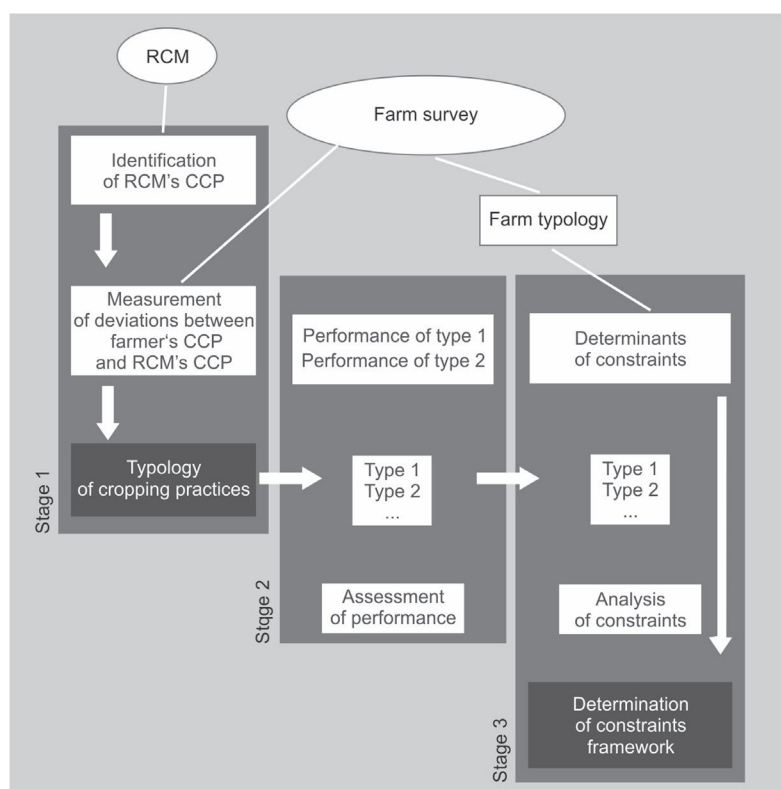 RCM
Farm survey
Identification
of RCM's CCP
Farm typology
Measurement
of deviations between
farmer‘s CCP
and RCM's CCP
Typology
of cropping practices
Stage 1
Performance of type 1
Performance of type 2
Type 1
Type 2
...
Assessment
of performance
Stqge 2
Determinants
of constraints
Type 1
Type 2
...
Analysis
of constraints
Determination
of constraints
framework
Stage 3